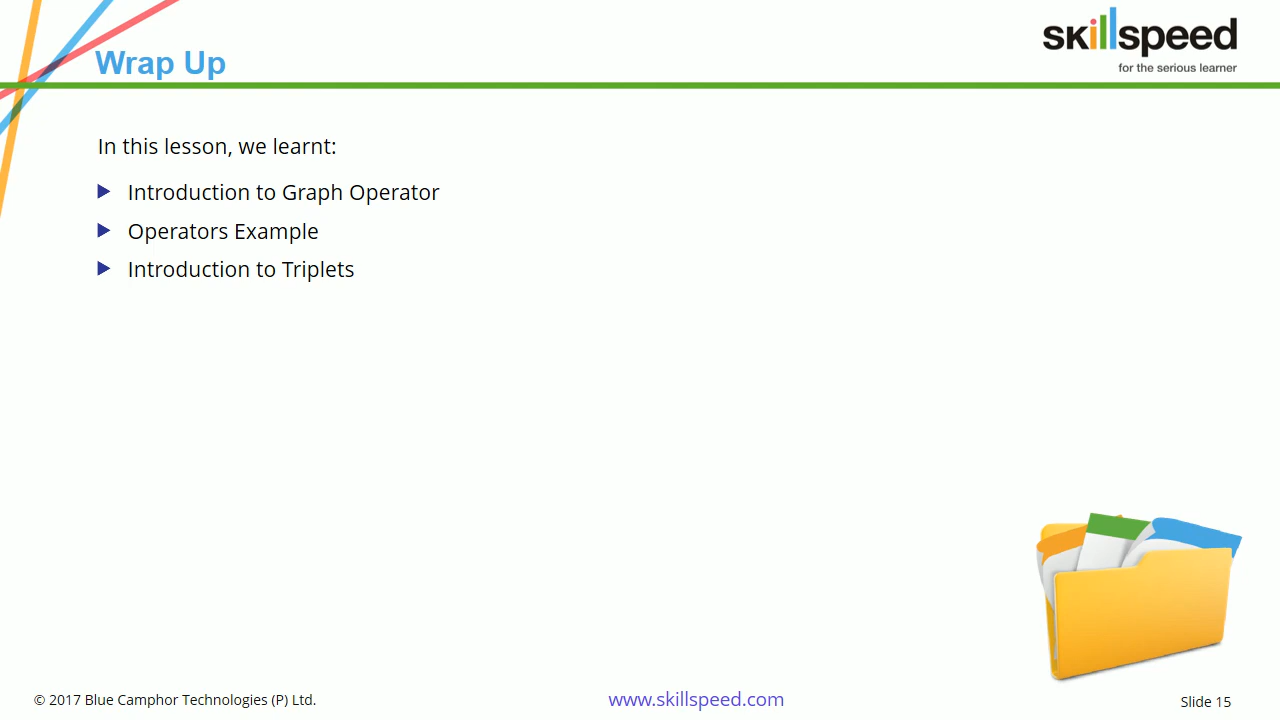 skillspeed
for the serious learner
Wrap Up
In this lesson, we learnt:
Introduction to Graph Operator
Operators Example
Introduction to Triplets
© 2017 Blue Camphor Technologies (P) Ltd.
www.skillspeed.com
Slide 15